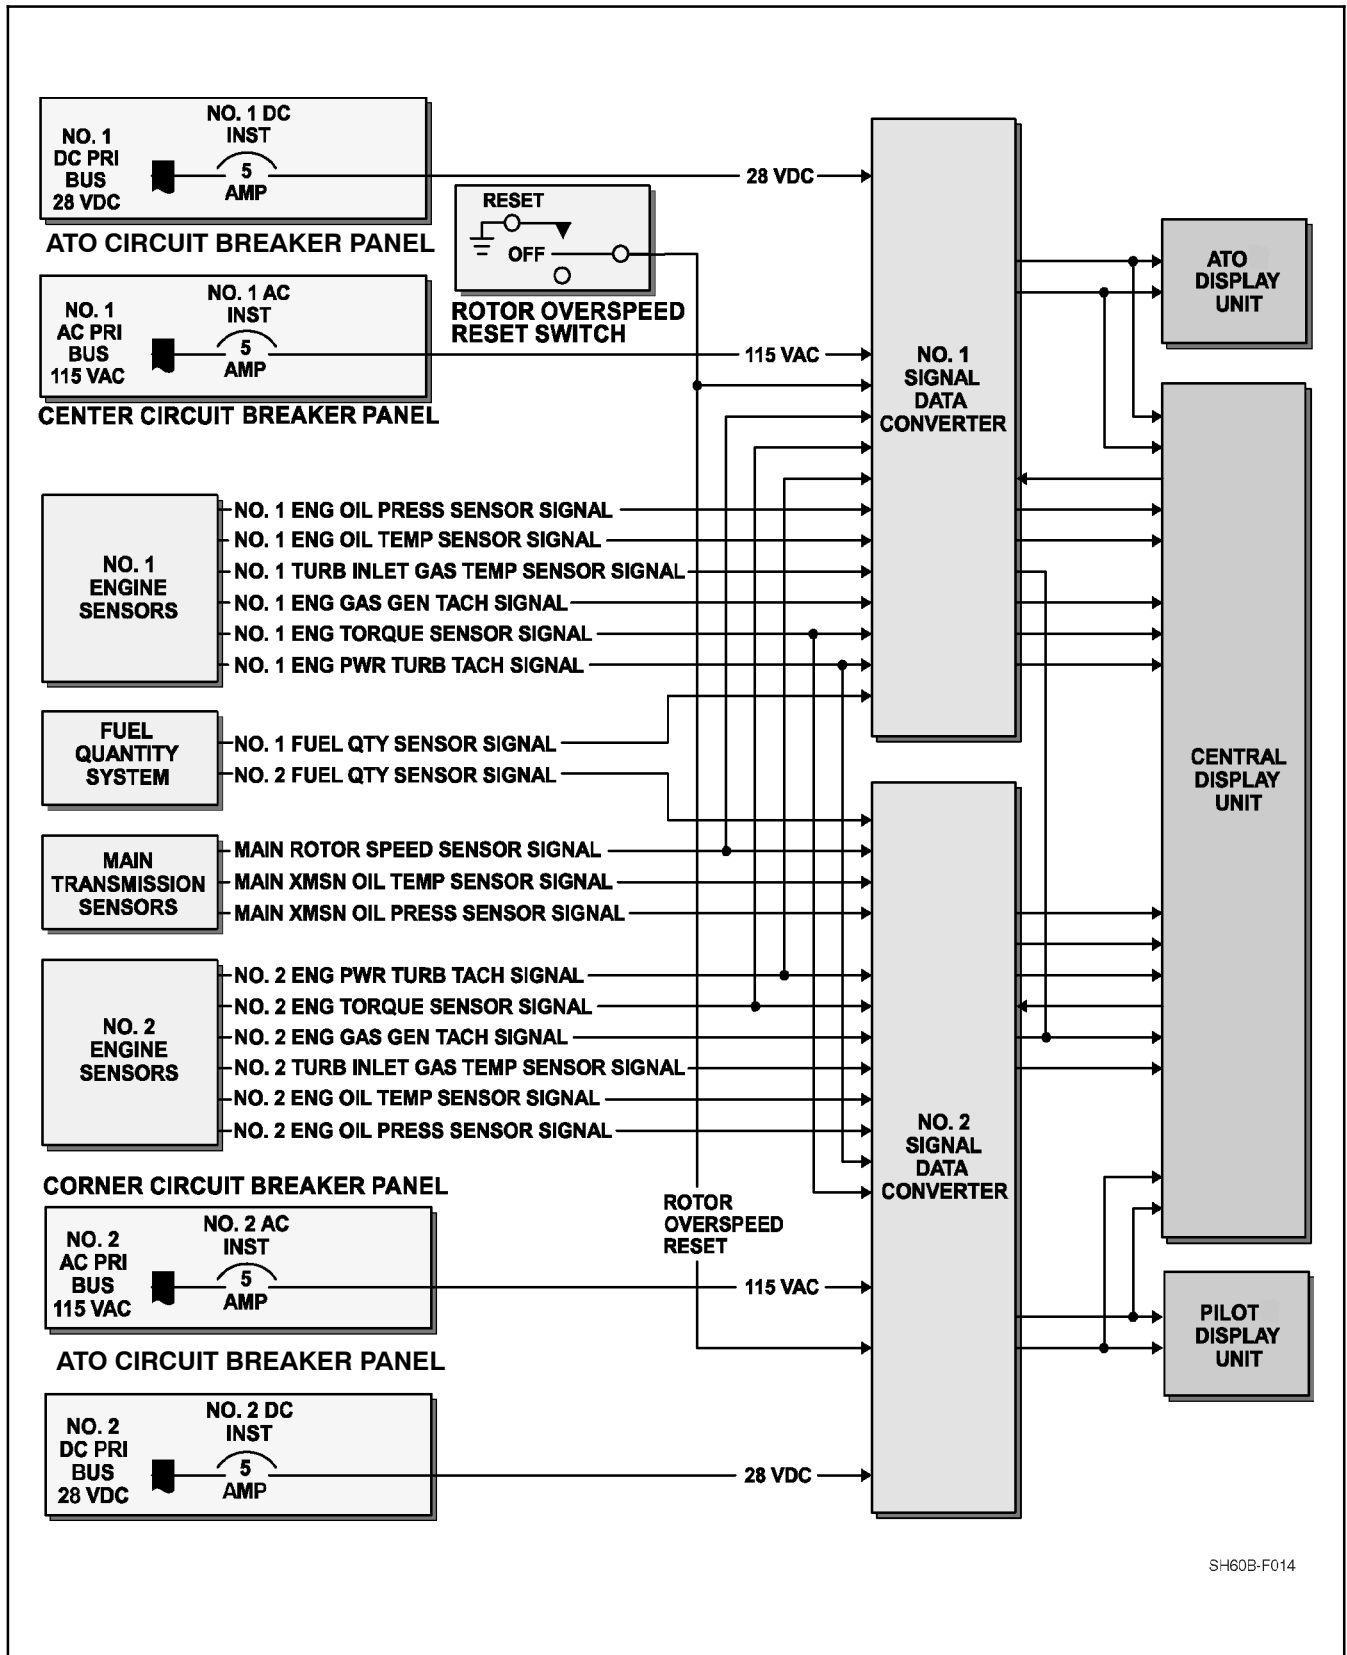 NO. 1 DC
INST
NO. 1
DC PRI
BUS
28 VDC
5
AMP
28 VDC
ATO CIRCUIT BREAKER PANEL
RESET
OFF
ROTOR OVERSPEED
RESET SWITCH
NO. 1 AC
INST
NO. 1
AC PRI
BUS
115 VAC
5
AMP
115 VAC
CENTER CIRCUIT BREAKER PANEL
NO. 1
SIGNAL
DATA
CONVERTER
ATO
DISPLAY
UNIT
NO. 1
ENGINE
SENSORS
NO. 1 ENG OIL PRESS SENSOR SIGNAL
NO. 1 ENG OIL TEMP SENSOR SIGNAL
NO. 1 TURB INLET GAS TEMP SENSOR SIGNAL
NO. 1 ENG GAS GEN TACH SIGNAL
NO. 1 ENG TORQUE SENSOR SIGNAL
NO. 1 ENG PWR TURB TACH SIGNAL
FUEL
QUANTITY
SYSTEM
NO. 1 FUEL QTY SENSOR SIGNAL
NO. 2 FUEL QTY SENSOR SIGNAL
CENTRAL
DISPLAY
UNIT
MAIN
TRANSMISSION
SENSORS
MAIN ROTOR SPEED SENSOR SIGNAL
MAIN XMSN OIL TEMP SENSOR SIGNAL
MAIN XMSN OIL PRESS SENSOR SIGNAL
NO. 2
ENGINE
SENSORS
NO. 2 ENG PWR TURB TACH SIGNAL
NO. 2 ENG TORQUE SENSOR SIGNAL
NO. 2 ENG GAS GEN TACH SIGNAL
NO. 2 TURB INLET GAS TEMP SENSOR SIGNAL
NO. 2 ENG OIL TEMP SENSOR SIGNAL
NO. 2 ENG OIL PRESS SENSOR SIGNAL
NO. 2
SIGNAL
DATA
CONVERTER
CORNER CIRCUIT BREAKER PANEL
ROTOR
OVERSPEED
RESET
NO. 2 AC
INST
NO. 2
AC PRI
BUS
115 VAC
5
AMP
115 VAC
PILOT
DISPLAY
UNIT
ATO CIRCUIT BREAKER PANEL
NO. 2 DC
INST
NO. 2
DC PRI
BUS
28 VDC
5
AMP
28 VDC
SH60B-F014